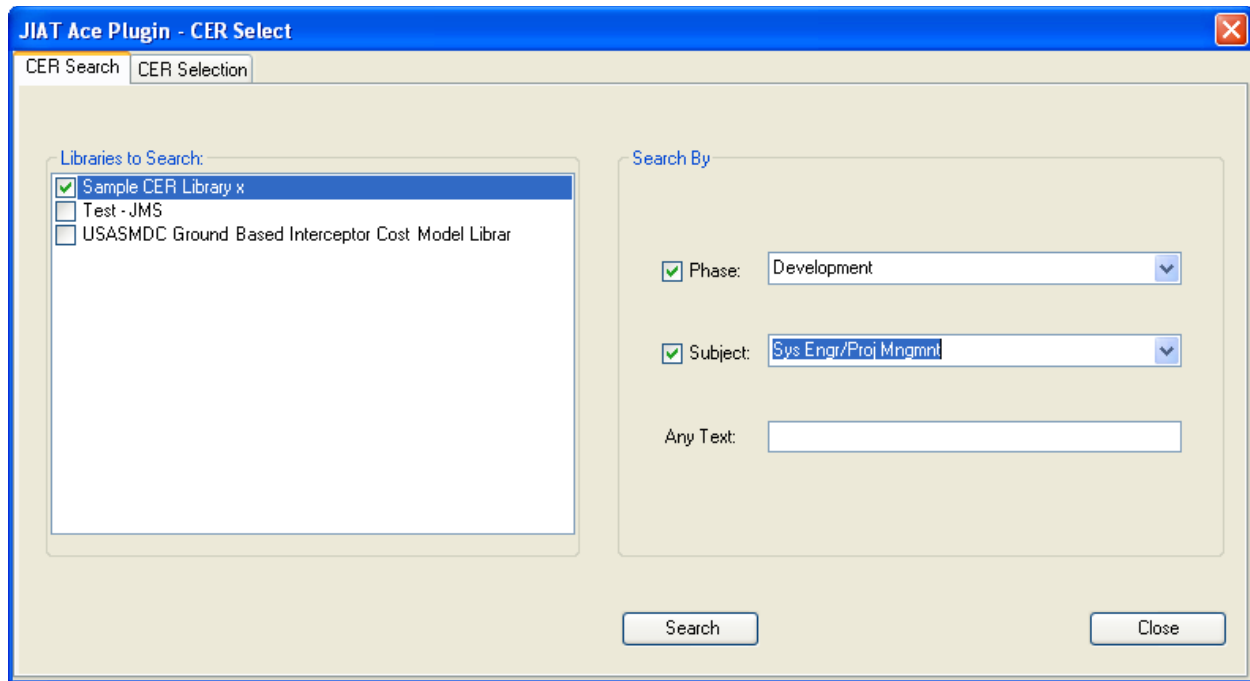 JIAT Ace Plugin - CER Select
CER Search CER Selection
Libraries to Search:
Sample CER Library x
Test - JMS
USASMDC Ground Based Interceptor Cost Model Librar
Search By
Phase: Development
Subject: Sys Engr/Proj Mngmnt
Any Text:
Search Close